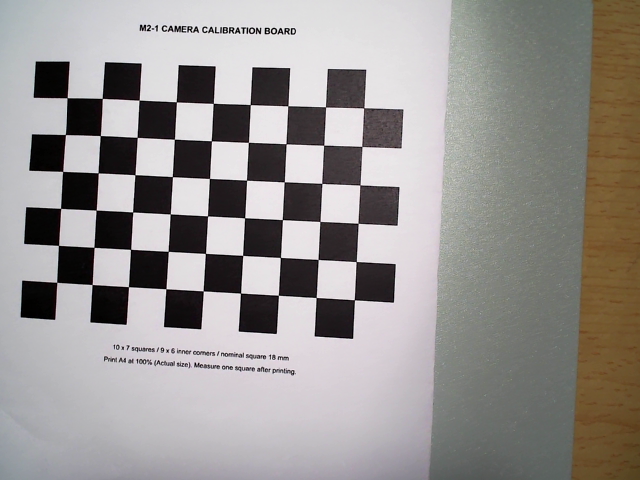 M2-1 CAMERA CALIBRATION BOARD
10 x 7 squares / 9 x 6 inner corners / nominal square 18 mm
Print A4 at 100% (Actual size). Measure one square after printing.